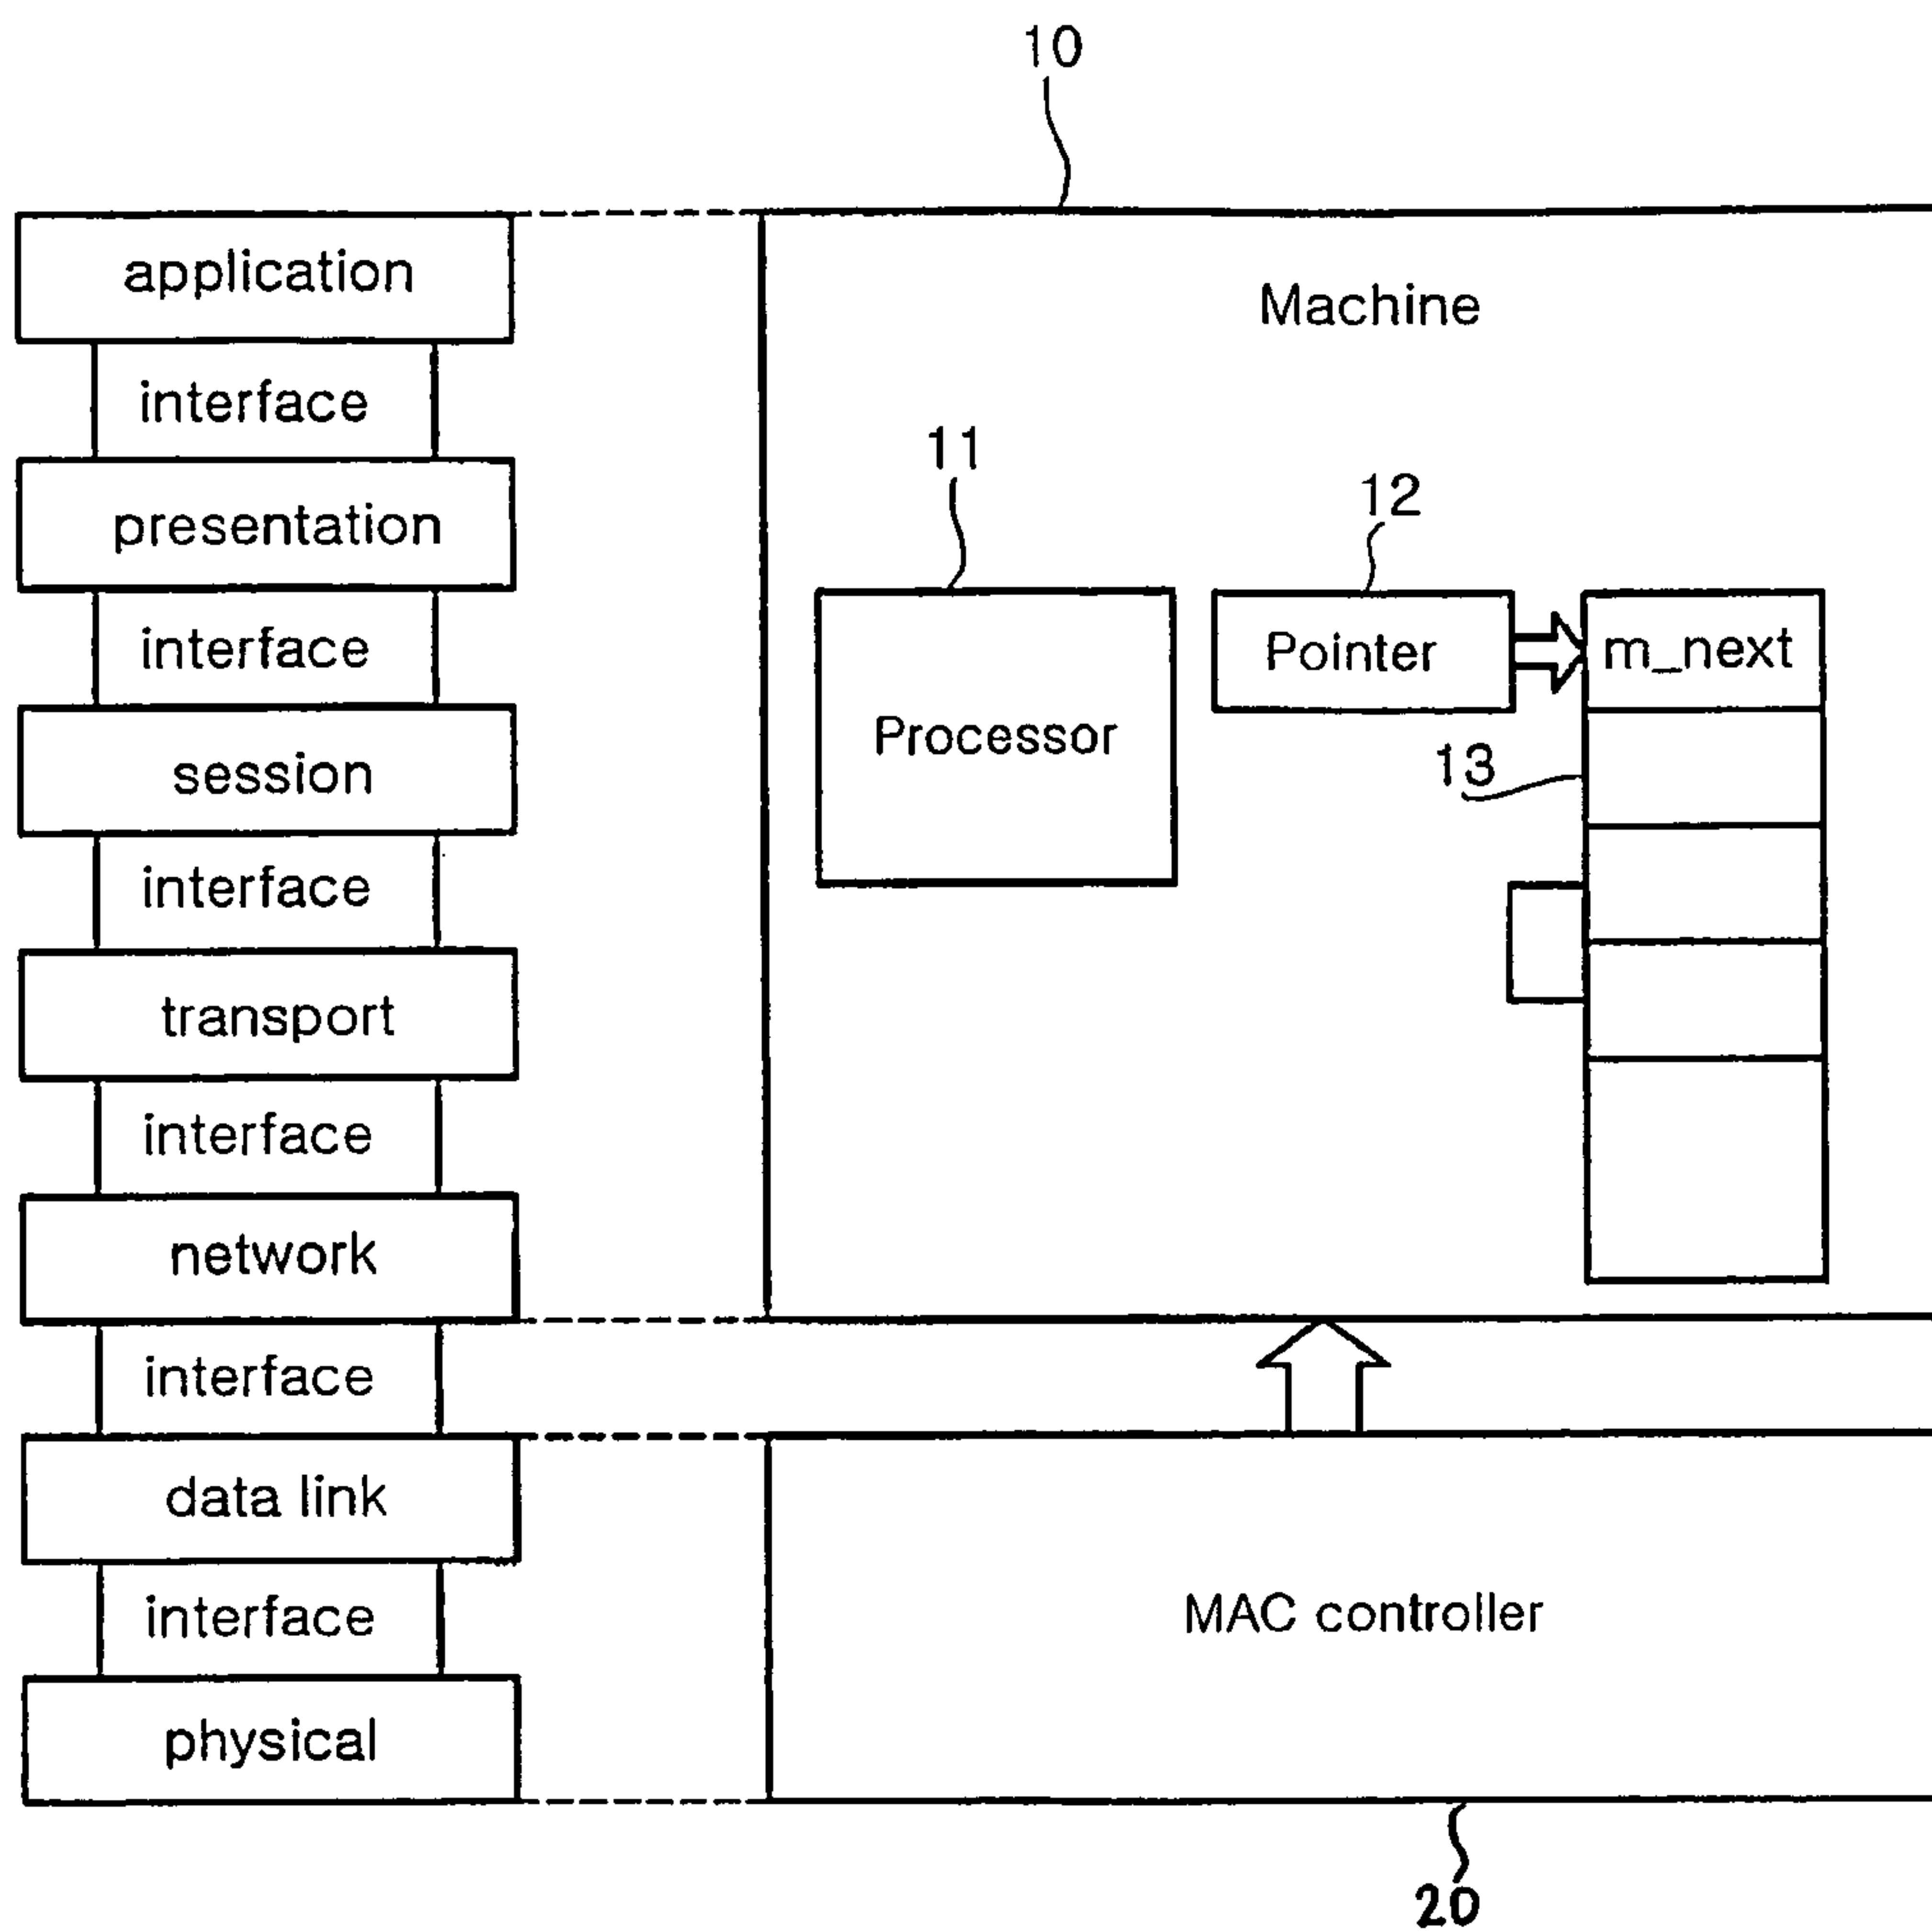 10
application
Machine
interface
11
12
presentation
interface
Pointer
m_next
Processor
13
session
interface
transport
interface
network
interface
data link
MAC controller
interface
physical
20